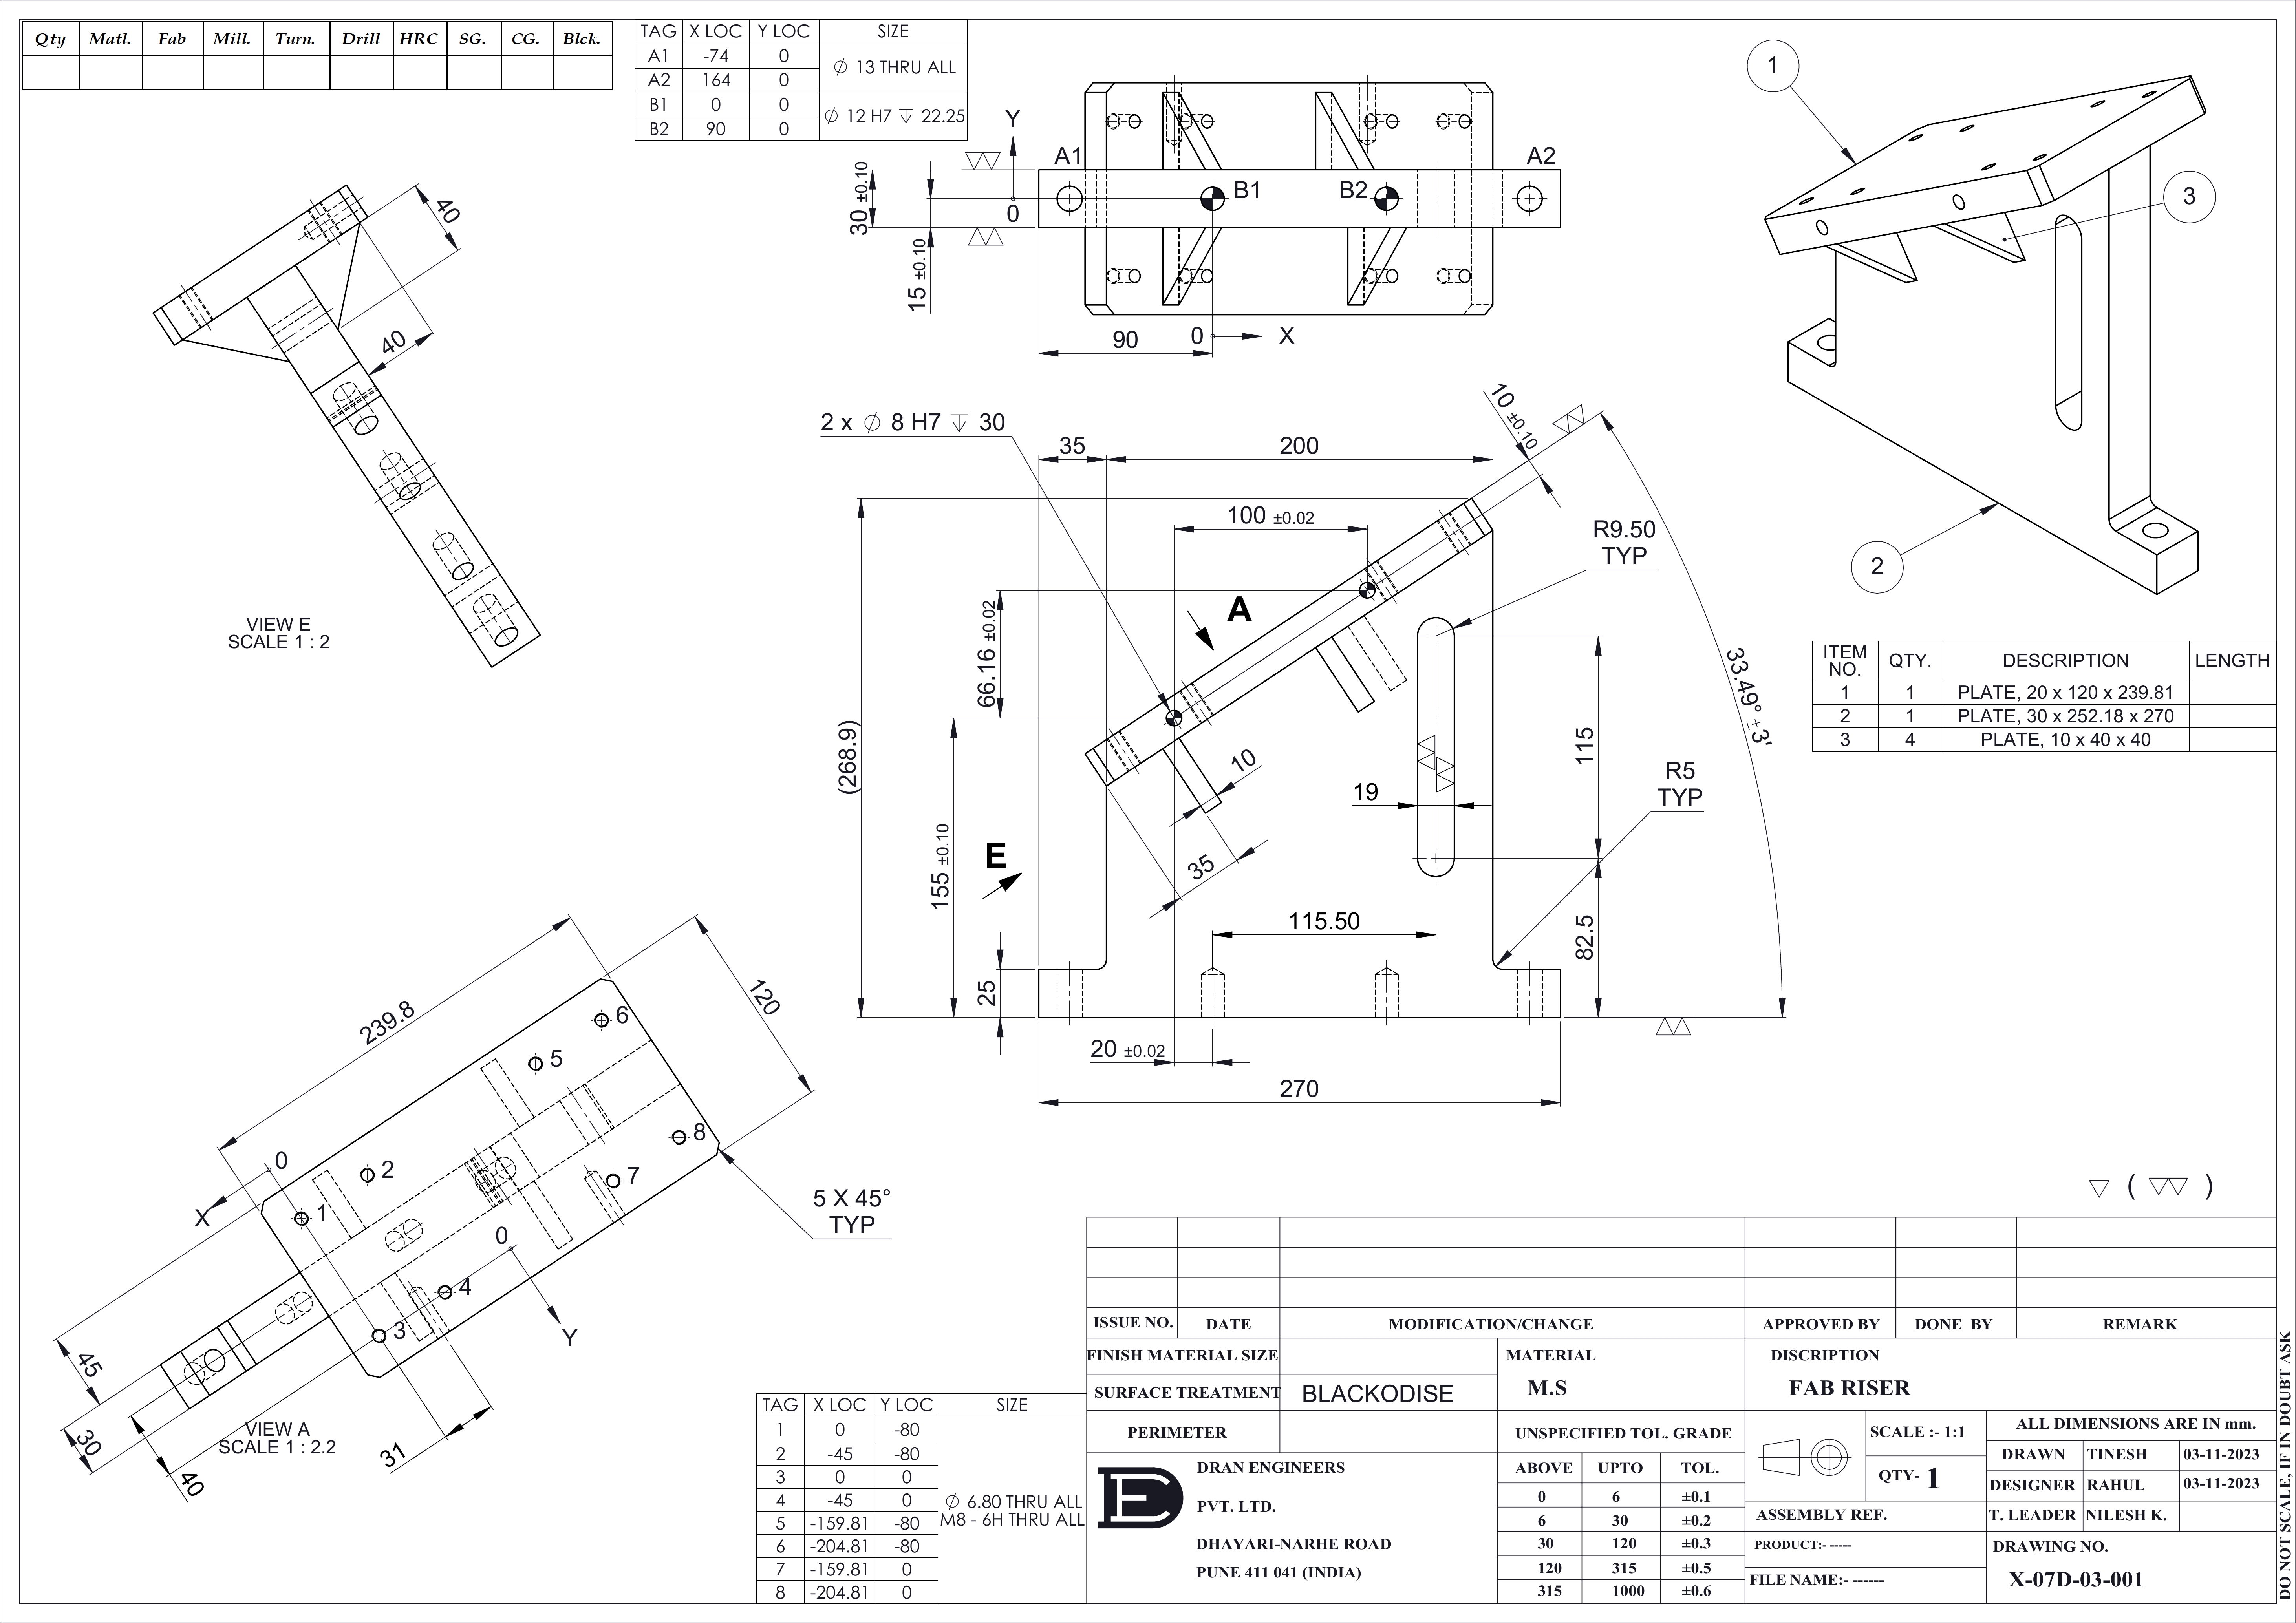 Qty Matl. Fab Mill. Turn. Drill HRC SG. CG. Blck.
TAG X LOC Y LOC SIZE
A1 -74 0 ∅ 13 THRU ALL
A2 164 0
B1 0 0 ∅ 12 H7 ↧ 22.25
B2 90 0
Y
A1
A2
B1
B2
0
30 ±0.10
15 ±0.10
90
0
X
1
3
2
40
40
VIEW E
SCALE 1 : 2
2 x ∅ 8 H7 ↧ 30
35
200
10 ±0.10
100 ±0.02
R9.50
TYP
A
66.16 ±0.02
(268.9)
33.49° ±3'
115
10
19
R5
TYP
155 ±0.10
E
35
115.50
82.5
25
20 ±0.02
270
ITEM NO. QTY. DESCRIPTION LENGTH
1 1 PLATE, 20 x 120 x 239.81
2 1 PLATE, 30 x 252.18 x 270
3 4 PLATE, 10 x 40 x 40
239.8
120
6
5
8
0
2
7
X
1
0
5 X 45°
TYP
4
3
Y
45
30
VIEW A
SCALE 1 : 2.2
40
31
( )
TAG X LOC Y LOC SIZE
1 0 -80
2 -45 -80
3 0 0
4 -45 0 ∅ 6.80 THRU ALL
5 -159.81 -80 M8 - 6H THRU ALL
6 -204.81 -80
7 -159.81 0
8 -204.81 0
ISSUE NO. DATE MODIFICATION/CHANGE APPROVED BY DONE BY REMARK
FINISH MATERIAL SIZE
SURFACE TREATMENT BLACKODISE
PERIMETER
MATERIAL
M.S
DISCRIPTION
FAB RISER
UNSPECIFIED TOL. GRADE
ABOVE UPTO TOL.
0 6 ±0.1
6 30 ±0.2
30 120 ±0.3
120 315 ±0.5
315 1000 ±0.6
DE
DRAN ENGINEERS
PVT. LTD.
DHAYARI-NARHE ROAD
PUNE 411 041 (INDIA)
SCALE :- 1:1
QTY- 1
ALL DIMENSIONS ARE IN mm.
DRAWN TINESH 03-11-2023
DESIGNER RAHUL 03-11-2023
T. LEADER NILESH K.
ASSEMBLY REF.
PRODUCT:- -----
FILE NAME:- ------
DRAWING NO.
X-07D-03-001
DO NOT SCALE, IF IN DOUBT ASK